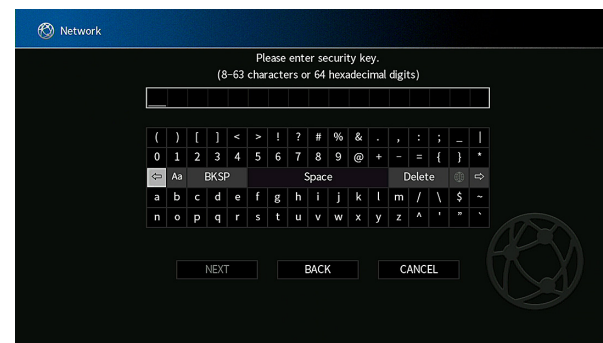 Network
Please enter security key.
(8-63 characters or 64 hexadecimal digits)
( ) [ ] < > ! ? # % & . , : ; _ |
0 1 2 3 4 5 6 7 8 9 @ + - = { } *
⇦ Aa BKSP Space Delete ⇨
a b c d e f g h i j k l m / \ $ ~
n o p q r s t u v w x y z ^ ' " `
NEXT BACK CANCEL